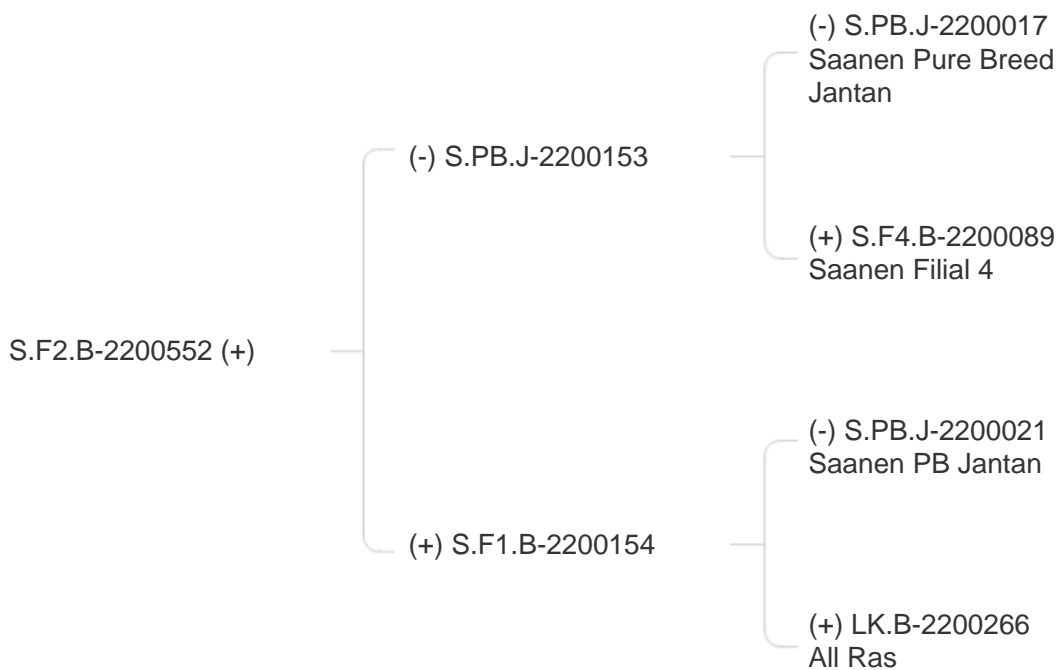 (-) S.PB.J-2200017
Saanen Pure Breed
Jantan
(-) S.PB.J-2200153
(+) S.F4.B-2200089
Saanen Filial 4
S.F2.B-2200552 (+)
(-) S.PB.J-2200021
Saanen PB Jantan
(+) S.F1.B-2200154
(+) LK.B-2200266
All Ras